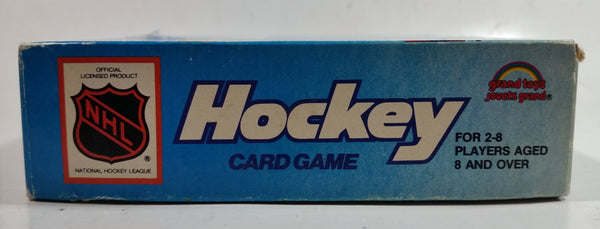 OFFICIAL
LICENSED PRODUCT
NHL
®
NATIONAL HOCKEY LEAGUE
Hockey
CARD GAME
grand toys
jouets grand®
FOR 2-8
PLAYERS AGED
8 AND OVER